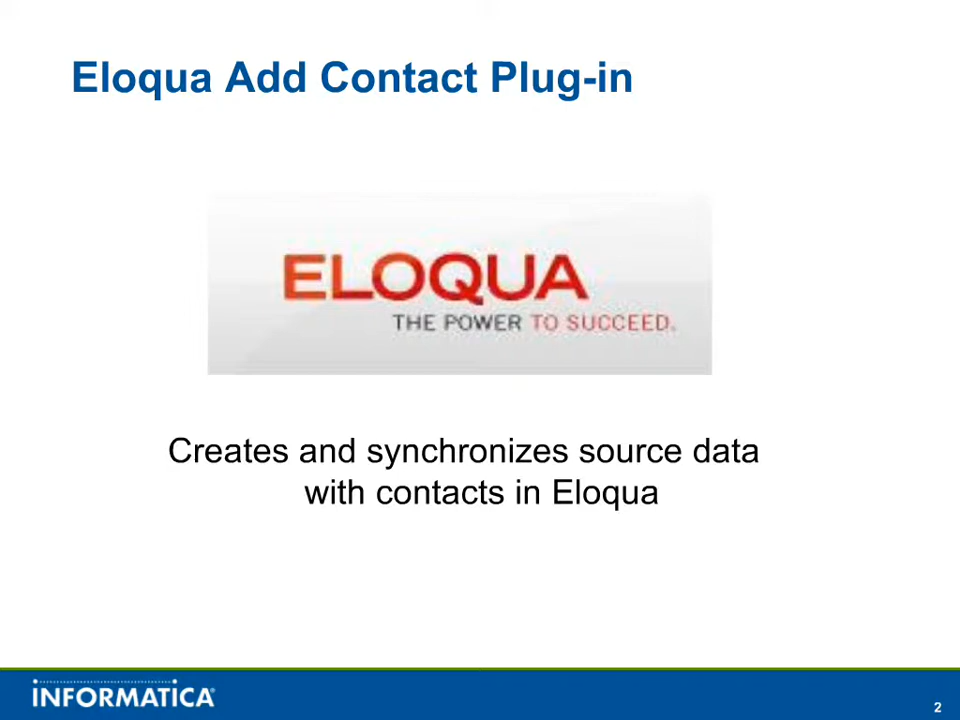 Eloqua Add Contact Plug-in
ELOQUA
THE POWER TO SUCCEED.
Creates and synchronizes source data
with contacts in Eloqua
INFORMATICA®
2